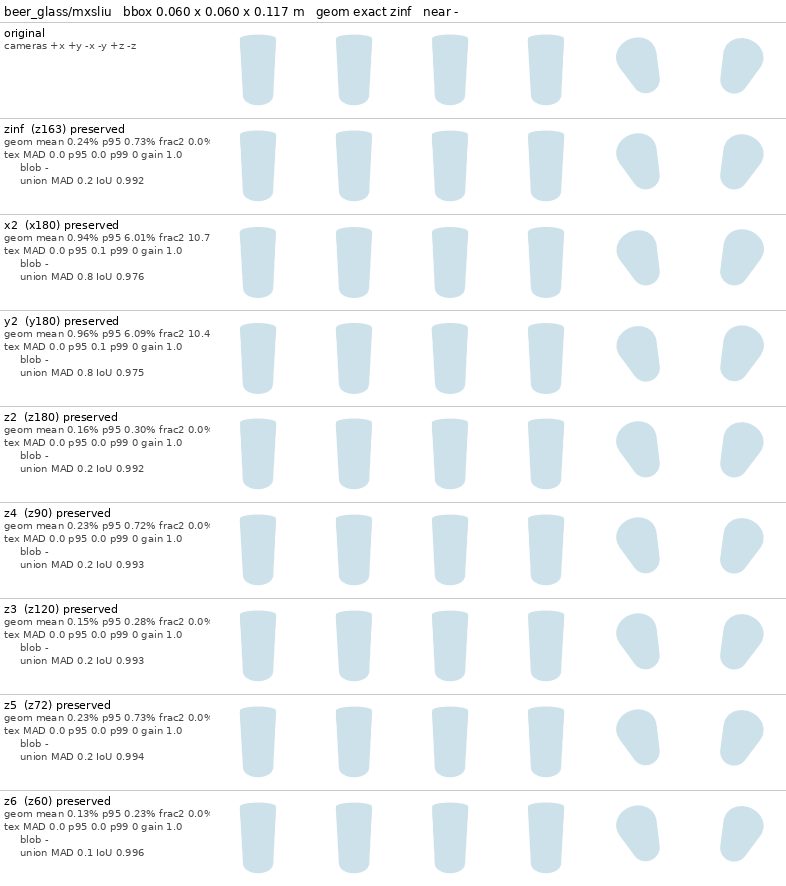 beer_glass/mxsliu   bbox 0.060 x 0.060 x 0.117 m   geom exact zinf   near -
original
cameras +x +y -x -y +z -z
zinf  (z163) preserved
geom mean 0.24% p95 0.73% frac2 0.0%
tex MAD 0.0 p95 0.0 p99 0 gain 1.0
blob -
union MAD 0.2 IoU 0.992
x2  (x180) preserved
geom mean 0.94% p95 6.01% frac2 10.7
tex MAD 0.0 p95 0.1 p99 0 gain 1.0
blob -
union MAD 0.8 IoU 0.976
y2  (y180) preserved
geom mean 0.96% p95 6.09% frac2 10.4
tex MAD 0.0 p95 0.1 p99 0 gain 1.0
blob -
union MAD 0.8 IoU 0.975
z2  (z180) preserved
geom mean 0.16% p95 0.30% frac2 0.0%
tex MAD 0.0 p95 0.0 p99 0 gain 1.0
blob -
union MAD 0.2 IoU 0.992
z4  (z90) preserved
geom mean 0.23% p95 0.72% frac2 0.0%
tex MAD 0.0 p95 0.0 p99 0 gain 1.0
blob -
union MAD 0.2 IoU 0.993
z3  (z120) preserved
geom mean 0.15% p95 0.28% frac2 0.0%
tex MAD 0.0 p95 0.0 p99 0 gain 1.0
blob -
union MAD 0.2 IoU 0.993
z5  (z72) preserved
geom mean 0.23% p95 0.73% frac2 0.0%
tex MAD 0.0 p95 0.0 p99 0 gain 1.0
blob -
union MAD 0.2 IoU 0.994
z6  (z60) preserved
geom mean 0.13% p95 0.23% frac2 0.0%
tex MAD 0.0 p95 0.0 p99 0 gain 1.0
blob -
union MAD 0.1 IoU 0.996